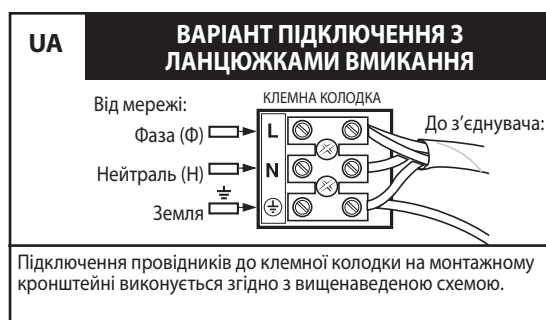 UA
ВАРІАНТ ПІДКЛЮЧЕННЯ З
ЛАНЦЮЖКАМИ ВМИКАННЯ
Від мережі:
КЛЕМНА КОЛОДКА
Фаза (Ф)
L
До з’єднувача:
Нейтраль (Н)
N
Земля
Підключення провідників до клемної колодки на монтажному
кронштейні виконується згідно з вищенаведеною схемою.